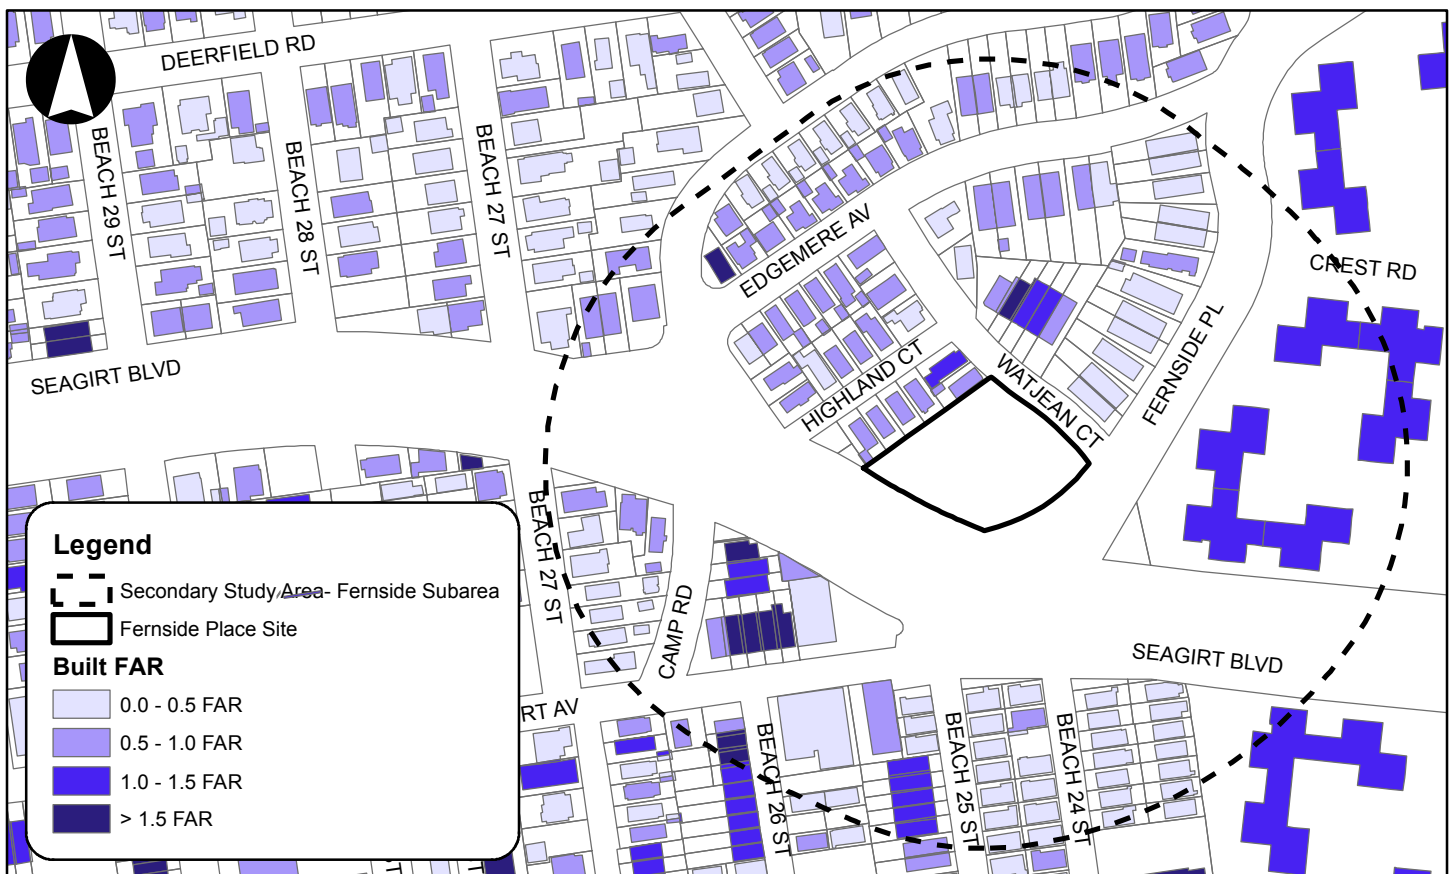 DEERFIELD RD
BEACH 29 ST
BEACH 28 ST
BEACH 27 ST
EDGEMERE AV
CREST RD
SEAGIRT BLVD
HIGHLAND CT
WATJEAN CT
FERNSIDE PL
BEACH 27 ST
CAMP RD
SEAGIRT BLVD
RT AV
BEACH 26 ST
BEACH 25 ST
BEACH 24 ST
Legend
Secondary Study Area- Fernside Subarea
Fernside Place Site
Built FAR
0.0 - 0.5 FAR
0.5 - 1.0 FAR
1.0 - 1.5 FAR
> 1.5 FAR
T
T